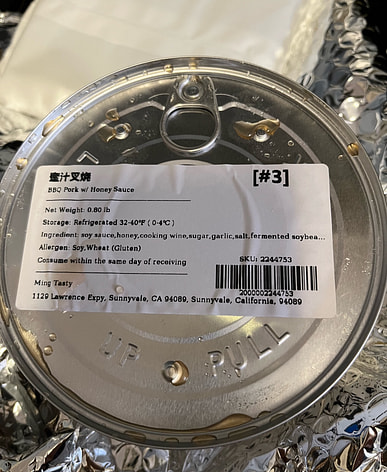 蜜汁叉烧
[#3]
BBQ Pork w/ Honey Sauce
Net Weight: 0.80 lb
Storage: Refrigerated 32-40°F ( 0-4°C )
Ingredient: soy sauce,honey,cooking wine,sugar,garlic,salt,fermented soybea...
Allergen: Soy,Wheat (Gluten)
Consume within the same day of receiving
SKU: 2244753
2000002244753
Ming Tasty
1129 Lawrence Expy, Sunnyvale, CA 94089, Sunnyvale, California, 94089
UP PULL